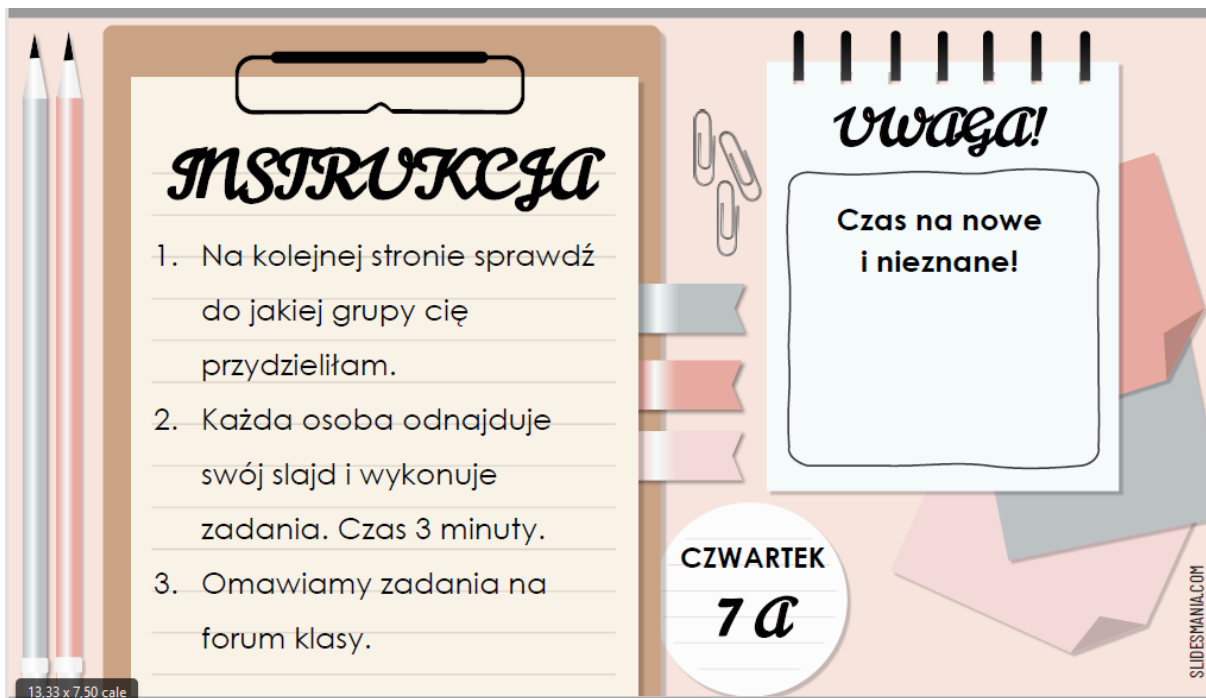 INSTRUKCJA
1. Na kolejnej stronie sprawdź
do jakiej grupy cię
przydzieliłam.
2. Każda osoba odnajduje
swój slajd i wykonuje
zadania. Czas 3 minuty.
3. Omawiamy zadania na
forum klasy.
UWAGA!
Czas na nowe
i nieznane!
CZWARTEK
7 A
SLIDESMANIA.COM
13,33 x 7,50 cale